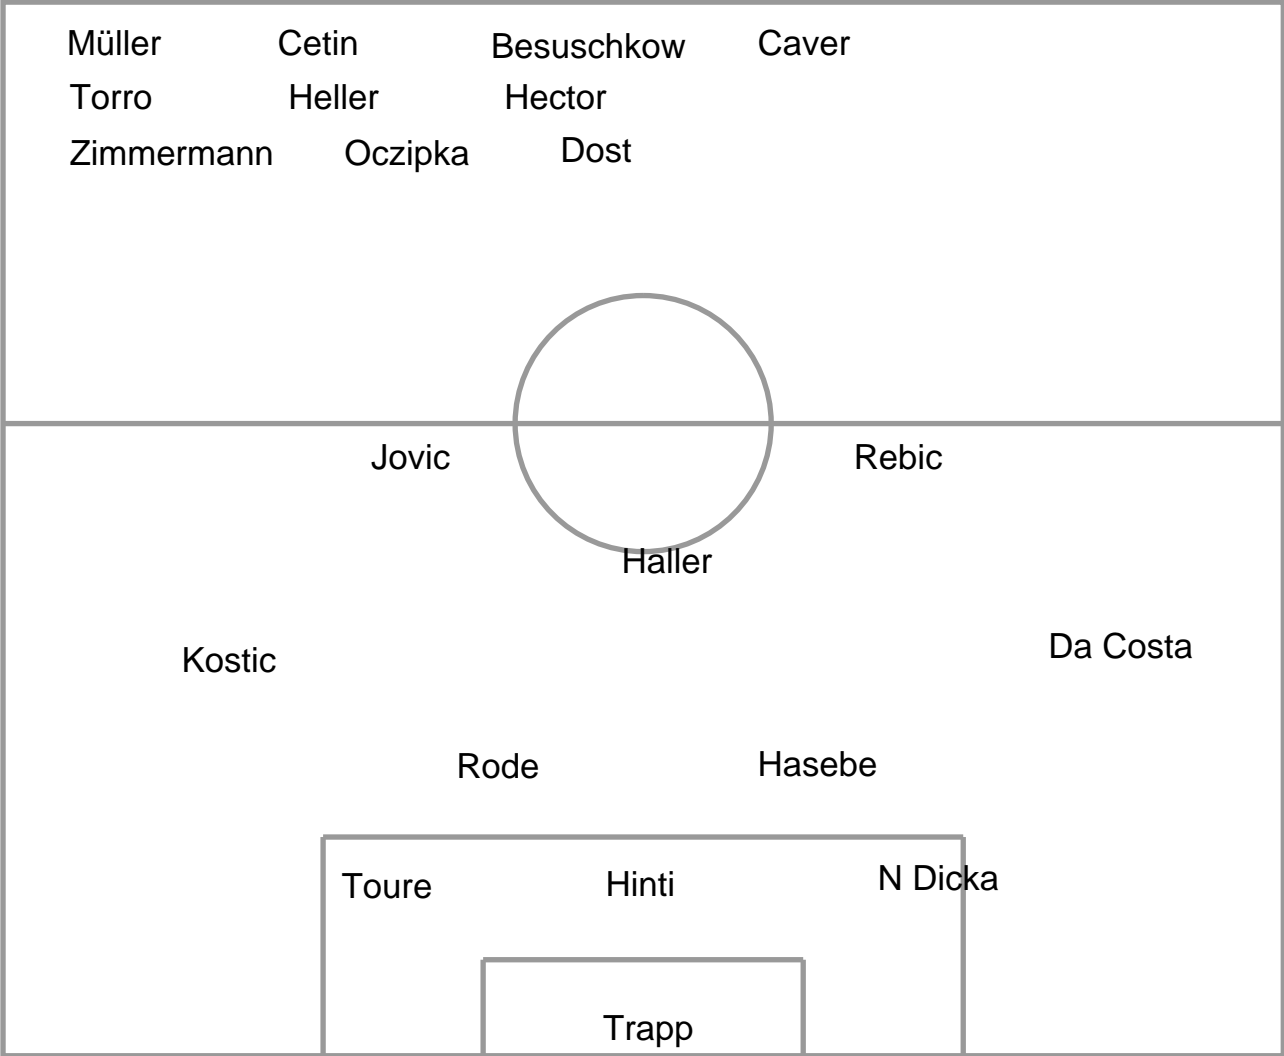 Müller Cetin Besuschkow Caver
Torro Heller Hector
Zimmermann Oczipka Dost
Jovic Rebic
Haller
Kostic Da Costa
Rode Hasebe
Toure Hinti N Dicka
Trapp